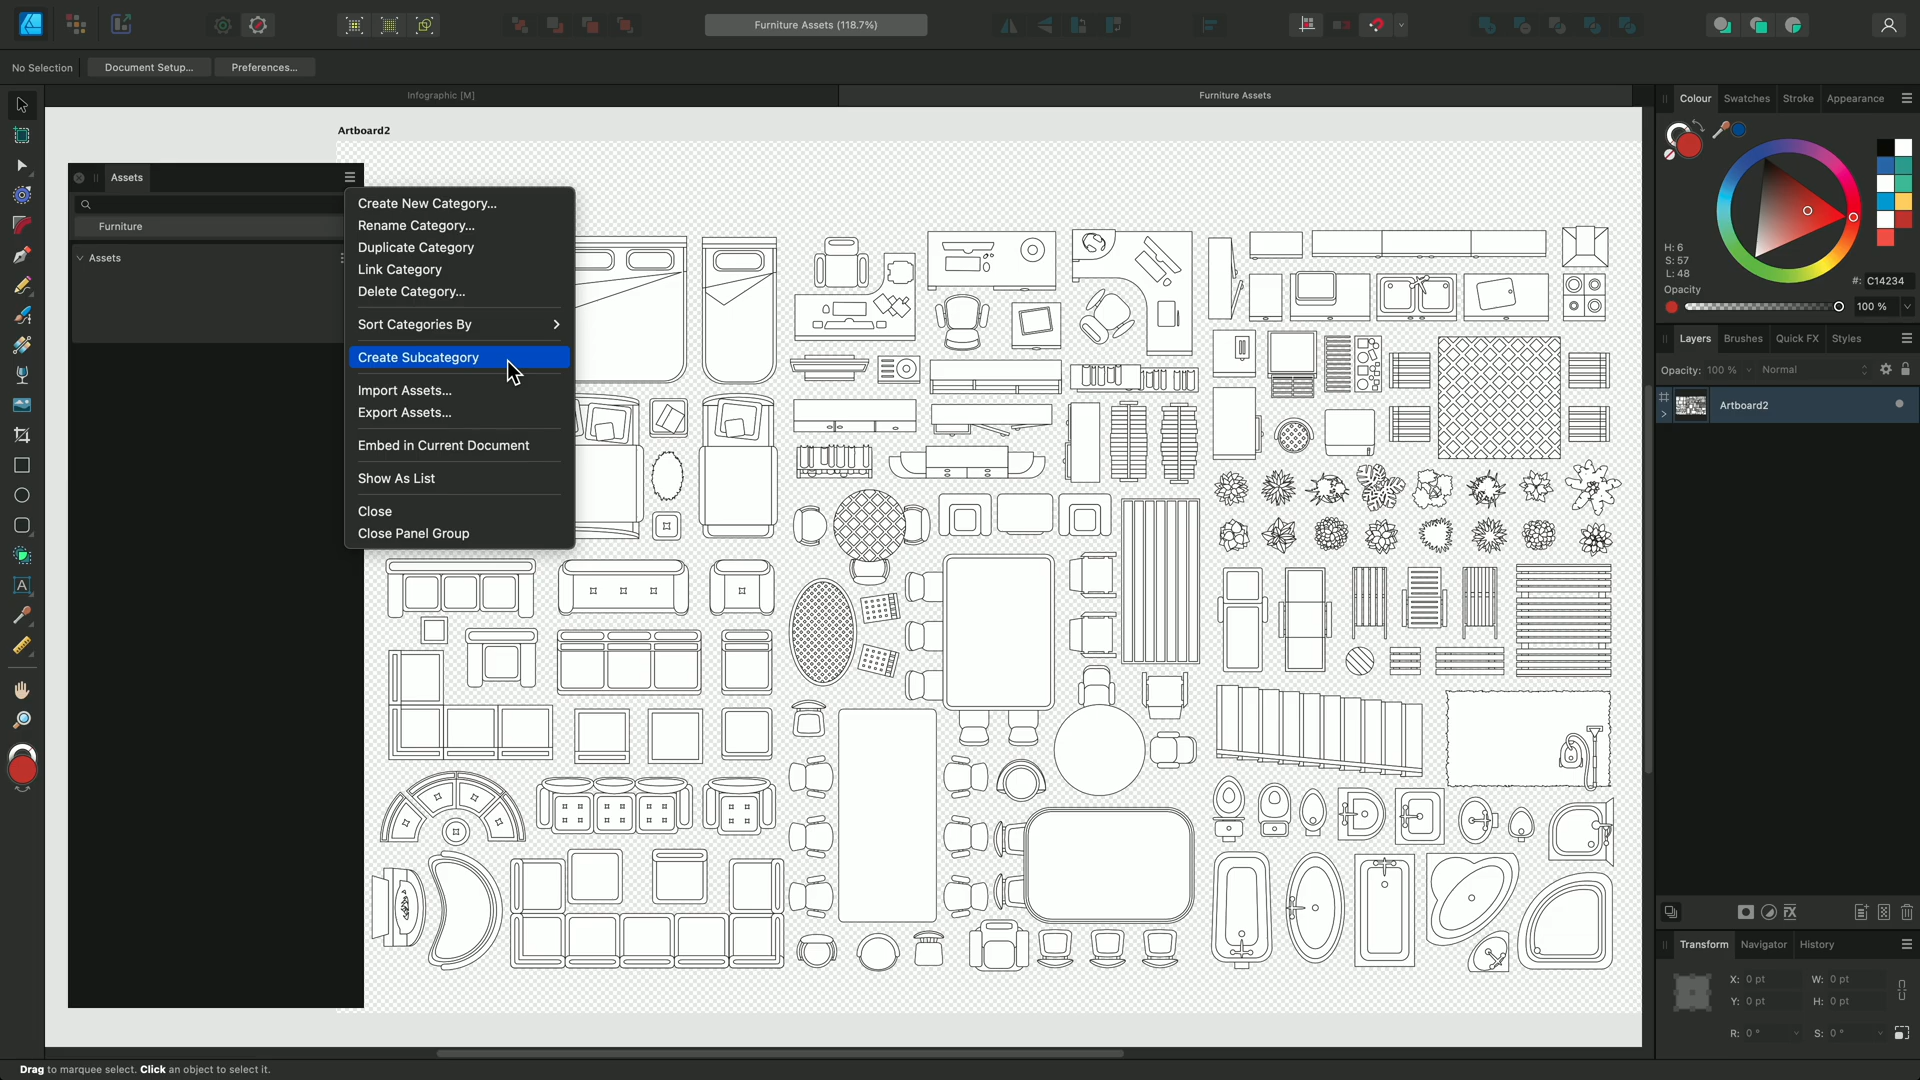 Furniture Assets (118.7%)
No Selection
Document Setup...
Preferences...
Infographic [M]
Furniture Assets
Artboard2
Assets
Furniture
Assets
Create New Category...
Rename Category...
Duplicate Category
Link Category
Delete Category...
Sort Categories By
Create Subcategory
Import Assets...
Export Assets...
Embed in Current Document
Show As List
Close
Close Panel Group
Colour
Swatches
Stroke
Appearance
H: 6
S: 57
L: 48
#: C14234
Opacity
100 %
Layers
Brushes
Quick FX
Styles
Opacity: 100 %
Normal
Artboard2
Transform
Navigator
History
X: 0 pt
W: 0 pt
Y: 0 pt
H: 0 pt
R: 0 °
S: 0 °
Drag to marquee select. Click an object to select it.